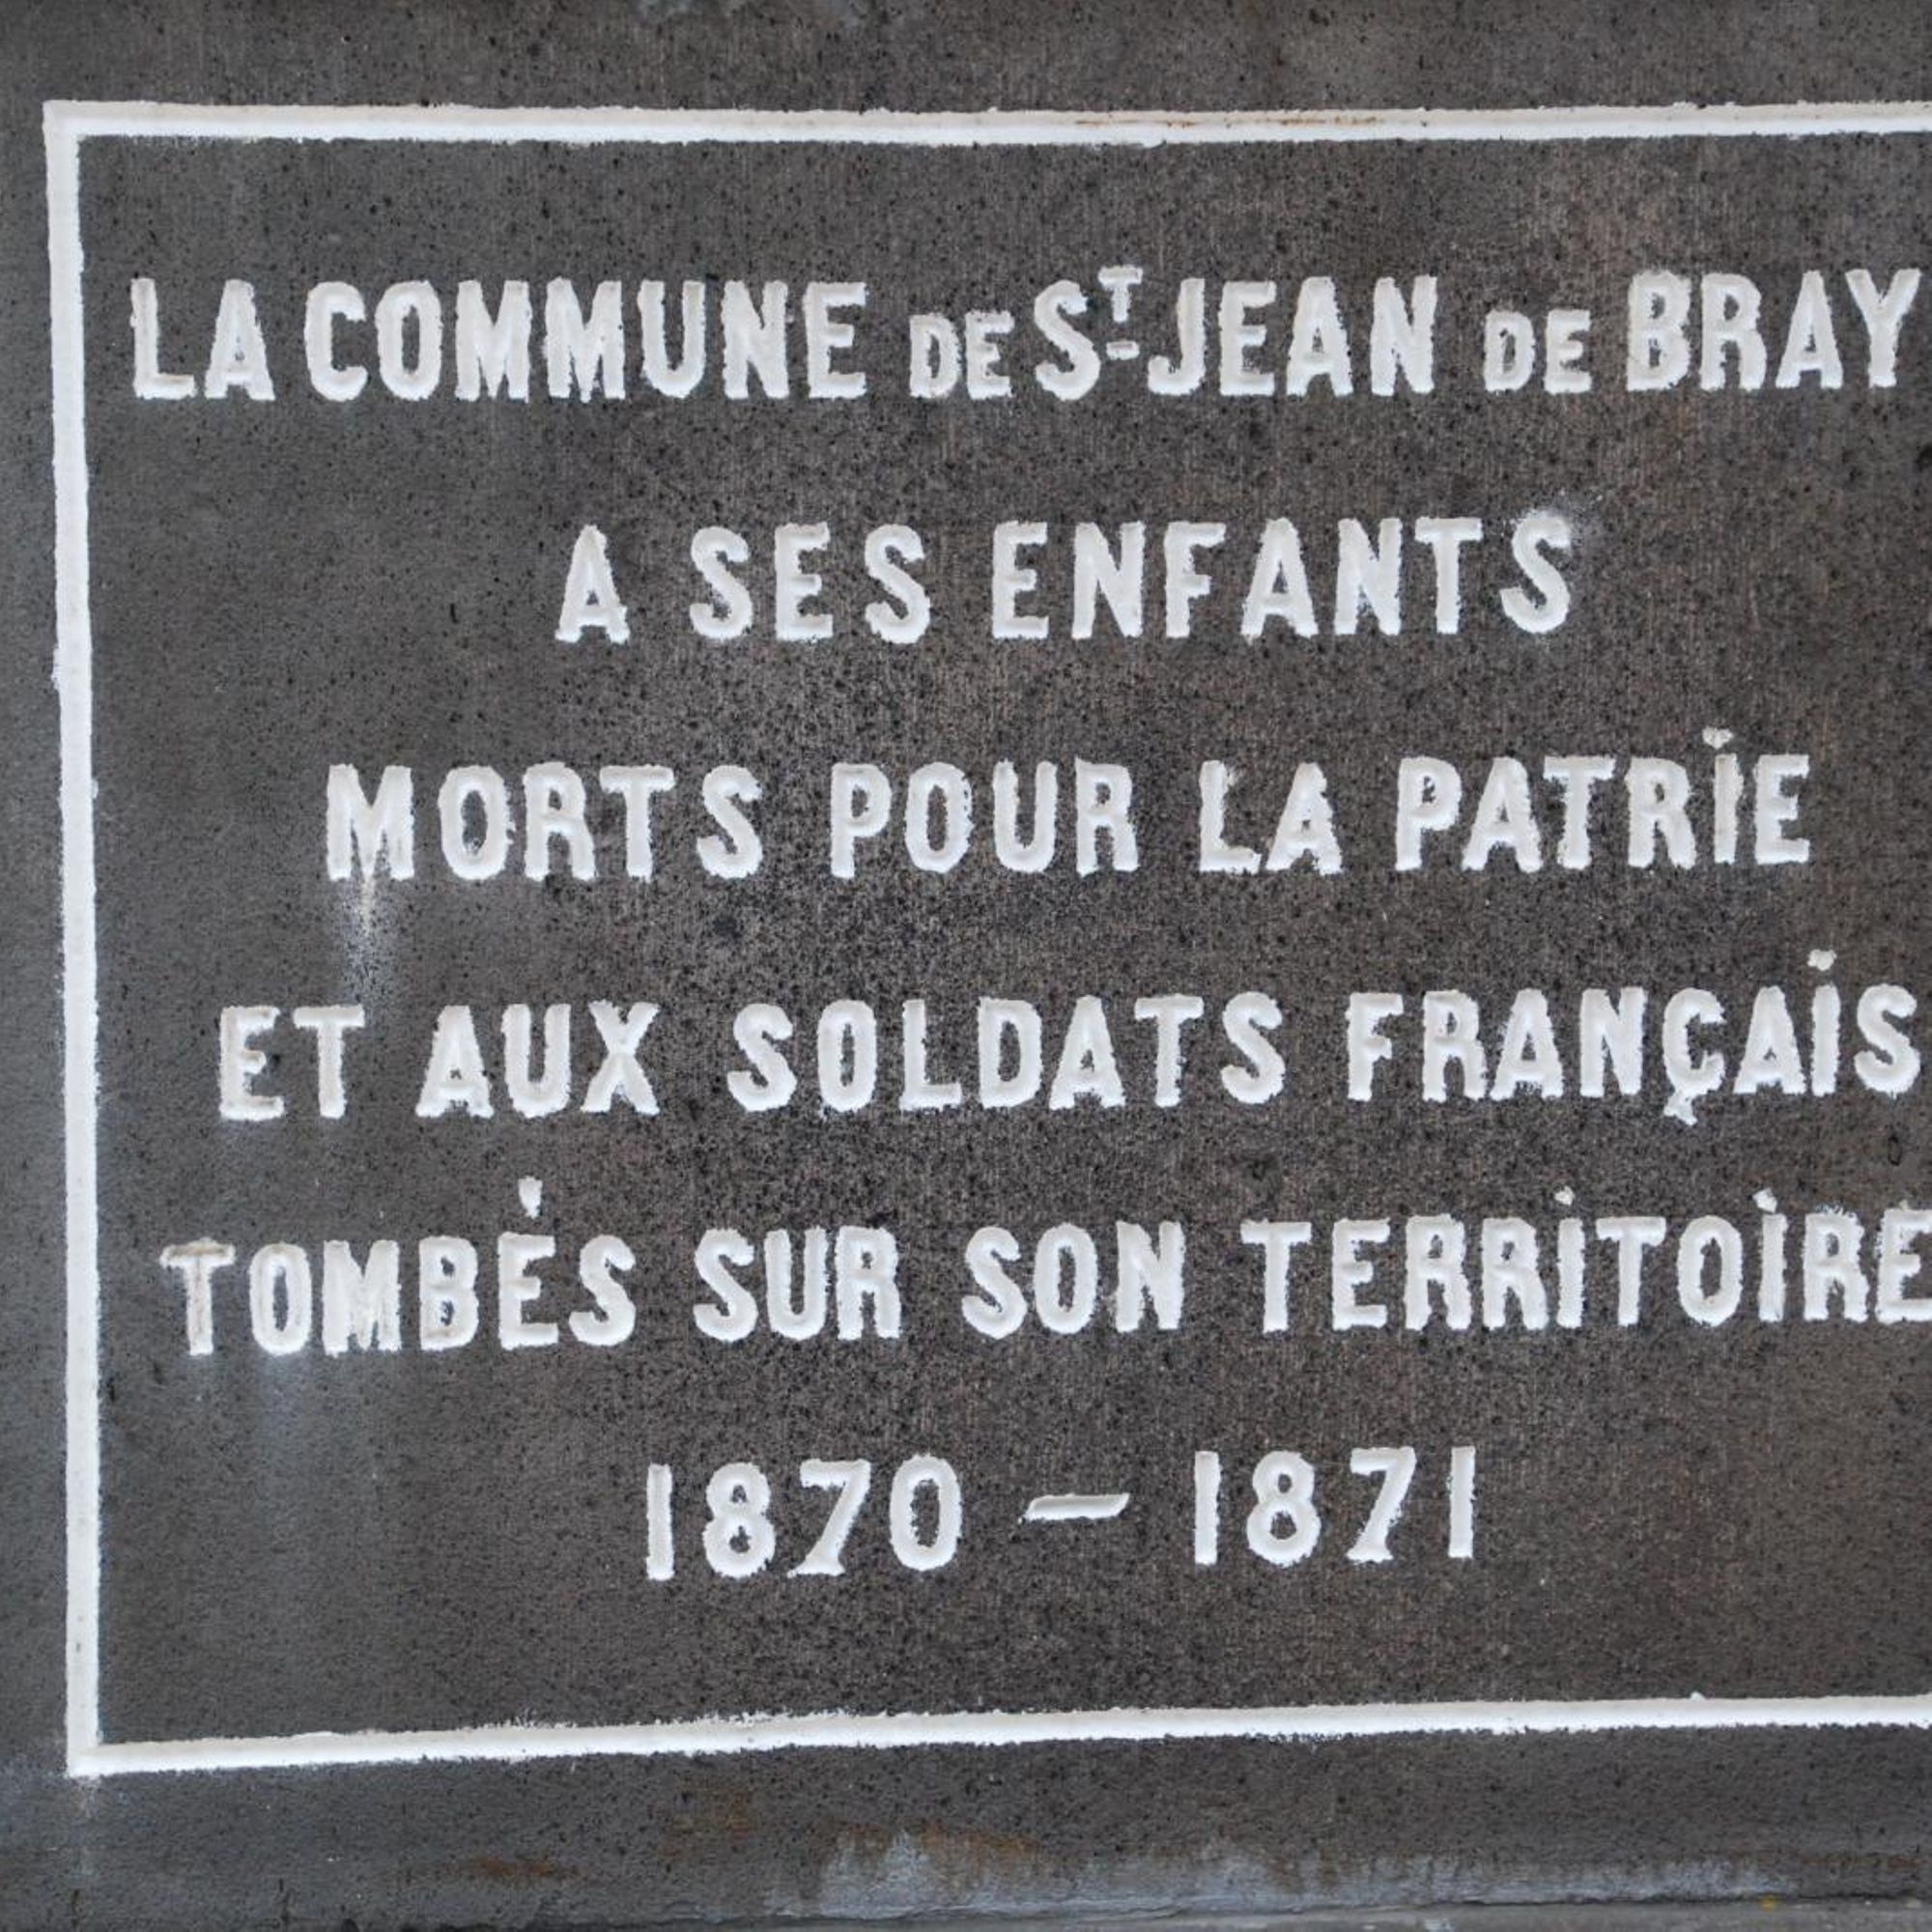 LA COMMUNE DE ST-JEAN DE BRAY
A SES ENFANTS
MORTS POUR LA PATRIE
ET AUX SOLDATS FRANÇAIS
TOMBÉS SUR SON TERRITOIRE
1870 - 1871